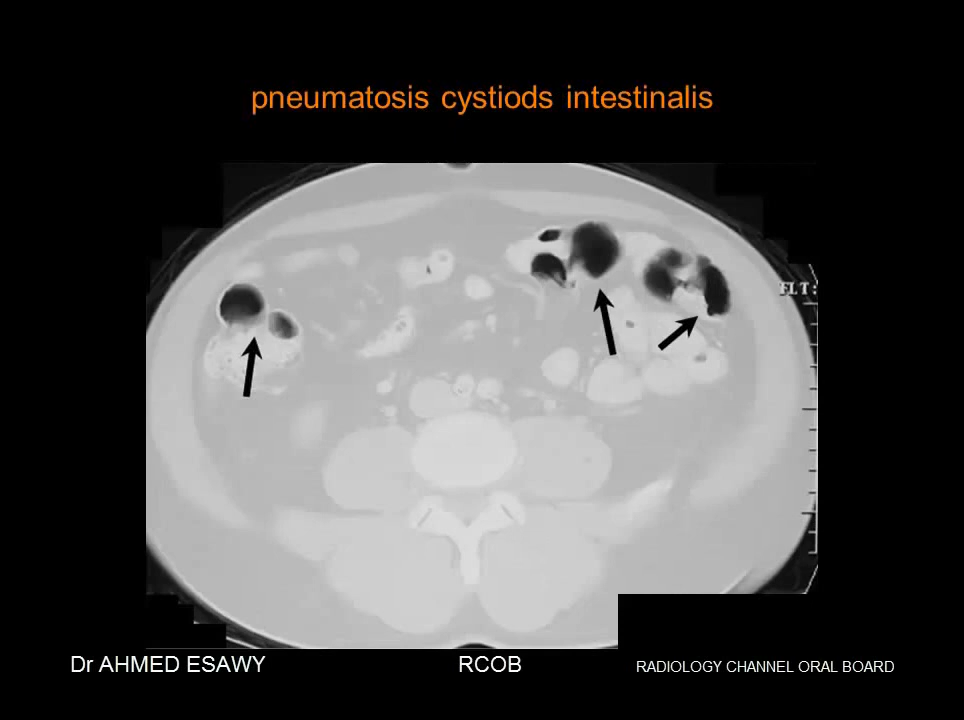 pneumatosis cystiods intestinalis
FLT:
Dr AHMED ESAWY RCOB RADIOLOGY CHANNEL ORAL BOARD